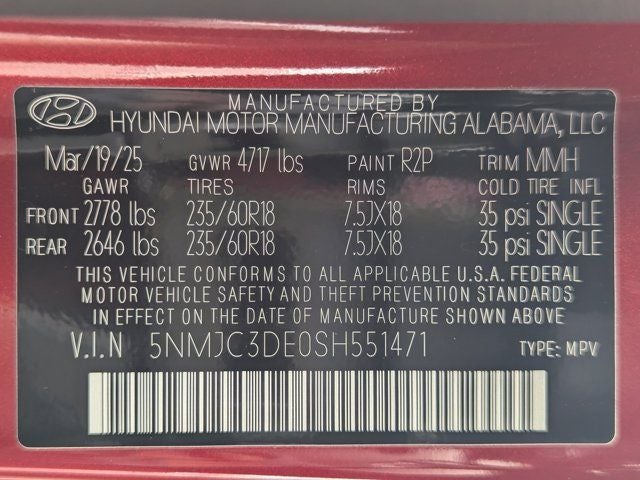 MANUFACTURED BY
HYUNDAI MOTOR MANUFACTURING ALABAMA, LLC
Mar/19/25 GVWR 4717 lbs PAINT R2P TRIM MMH
GAWR TIRES RIMS COLD TIRE INFL
FRONT 2778 lbs 235/60R18 7.5JX18 35 psi SINGLE
REAR 2646 lbs 235/60R18 7.5JX18 35 psi SINGLE
THIS VEHICLE CONFORMS TO ALL APPLICABLE U.S.A. FEDERAL
MOTOR VEHICLE SAFETY AND THEFT PREVENTION STANDARDS
IN EFFECT ON THE DATE OF MANUFACTURE SHOWN ABOVE
V.I.N 5NMJC3DE0SH551471 TYPE: MPV